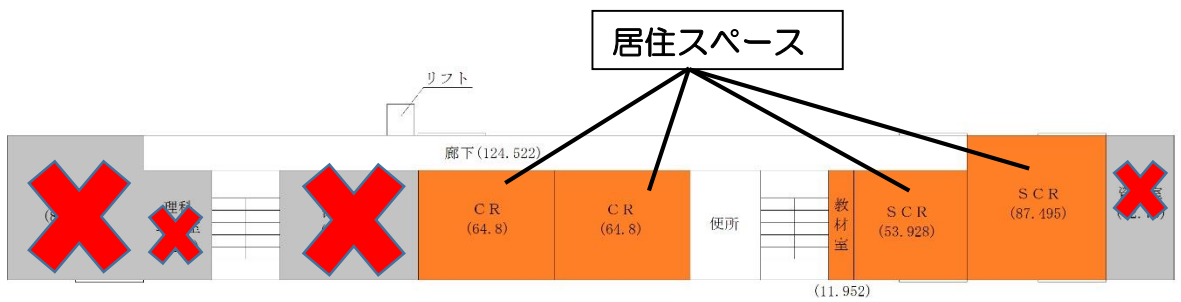 居住スペース
リフト
廊下(124.522)
理科
CR
(64.8)
CR
(64.8)
便所
教材室
SCR
(53.928)
SCR
(87.495)
(11.952)